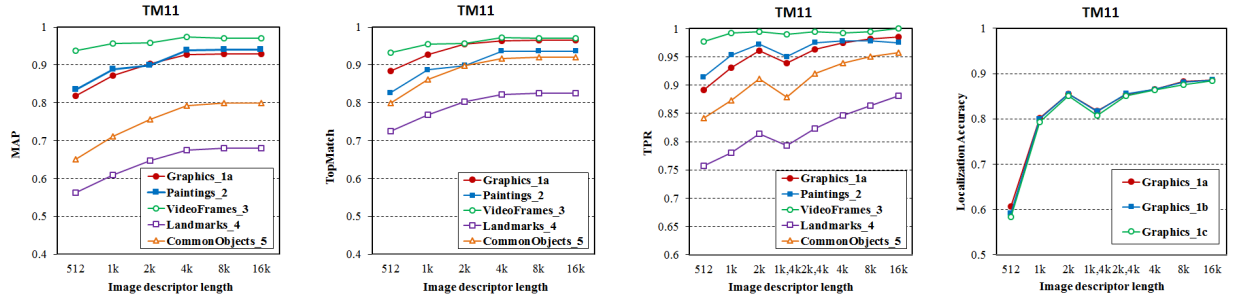 TM11
MAP
1
0.9
0.8
0.7
0.6
0.5
0.4
Graphics_1a
Paintings_2
VideoFrames_3
Landmarks_4
CommonObjects_5
512 1k 2k 4k 8k 16k
Image descriptor length
TM11
TopMatch
1
0.9
0.8
0.7
0.6
0.5
0.4
Graphics_1a
Paintings_2
VideoFrames_3
Landmarks_4
CommonObjects_5
512 1k 2k 4k 8k 16k
Image descriptor length
TM11
TPR
1
0.95
0.9
0.85
0.8
0.75
0.7
0.65
0.6
Graphics_1a
Paintings_2
VideoFrames_3
Landmarks_4
CommonObjects_5
512 1k 2k 1k,4k 2k,4k 4k 8k 16k
Image descriptor length
TM11
Localization Accuracy
1
0.9
0.8
0.7
0.6
0.5
Graphics_1a
Graphics_1b
Graphics_1c
512 1k 2k 1k,4k 2k,4k 4k 8k 16k
Image descriptor length